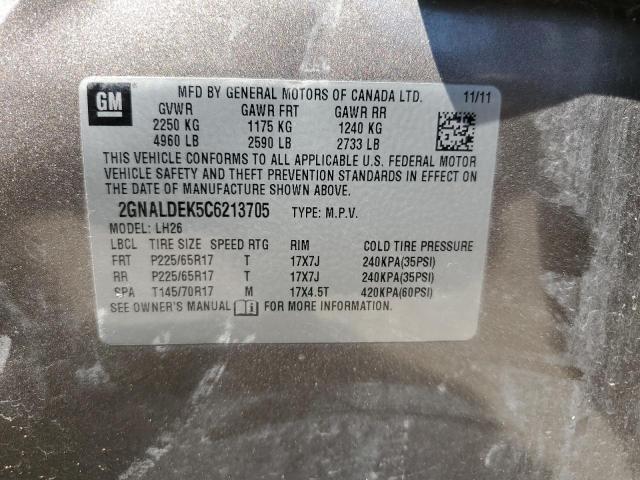 GM
MFD BY GENERAL MOTORS OF CANADA LTD. 11/11
GVWR GAWR FRT GAWR RR
2250 KG 1175 KG 1240 KG
4960 LB 2590 LB 2733 LB
THIS VEHICLE CONFORMS TO ALL APPLICABLE U.S. FEDERAL MOTOR
VEHICLE SAFETY AND THEFT PREVENTION STANDARDS IN EFFECT ON
THE DATE OF MANUFACTURE SHOWN ABOVE.
2GNALDEK5C6213705 TYPE: M.P.V.
MODEL: LH26
LBCL TIRE SIZE SPEED RTG RIM COLD TIRE PRESSURE
FRT P225/65R17 T 17X7J 240KPA(35PSI)
RR P225/65R17 T 17X7J 240KPA(35PSI)
SPA T145/70R17 M 17X4.5T 420KPA(60PSI)
SEE OWNER'S MANUAL FOR MORE INFORMATION.